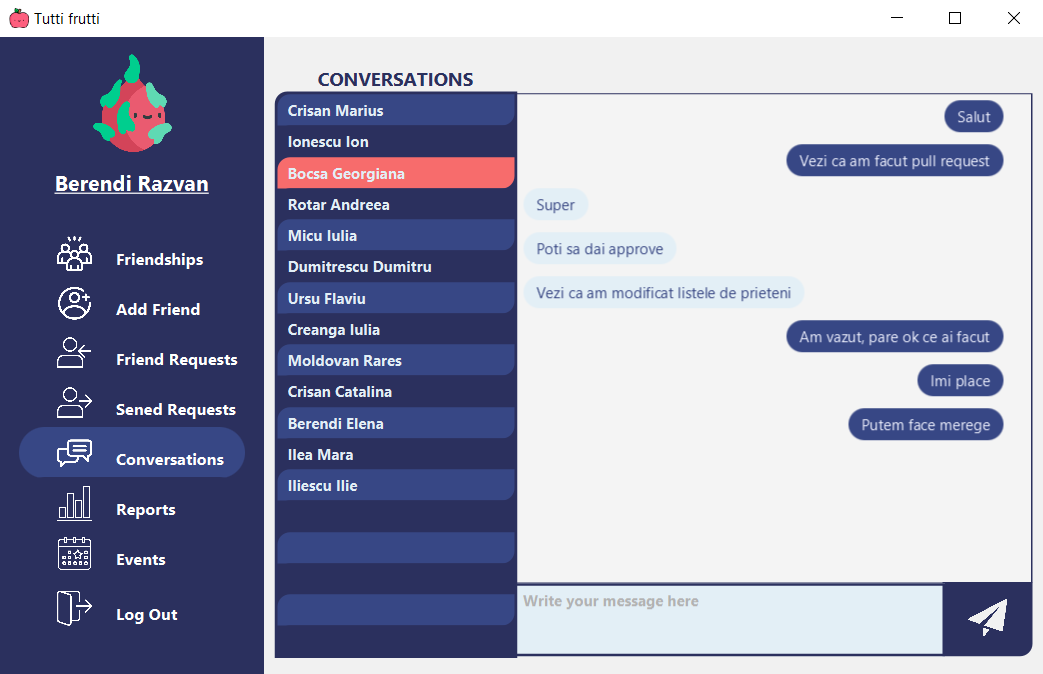 Tutti frutti
Berendi Razvan
Friendships
Add Friend
Friend Requests
Sened Requests
Conversations
Reports
Events
Log Out
CONVERSATIONS
Crisan Marius
Ionescu Ion
Bocsa Georgiana
Rotar Andreea
Micu Iulia
Dumitrescu Dumitru
Ursu Flaviu
Creanga Iulia
Moldovan Rares
Crisan Catalina
Berendi Elena
Ilea Mara
Iliescu Ilie
Salut
Vezi ca am facut pull request
Super
Poti sa dai approve
Vezi ca am modificat listele de prieteni
Am vazut, pare ok ce ai facut
Imi place
Putem face merege
Write your message here